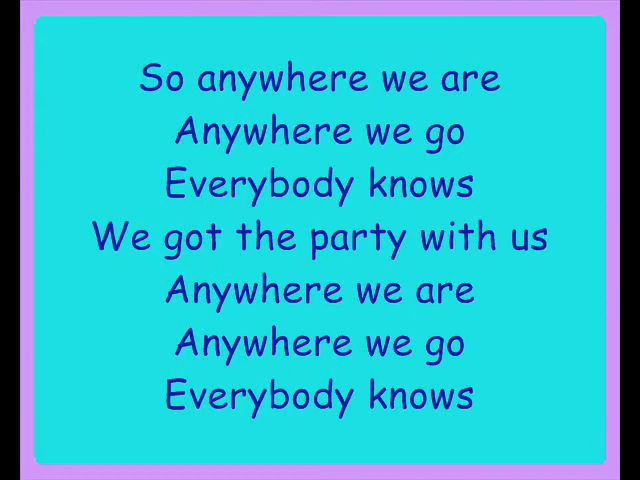 So anywhere we are
Anywhere we go
Everybody knows
We got the party with us
Anywhere we are
Anywhere we go
Everybody knows